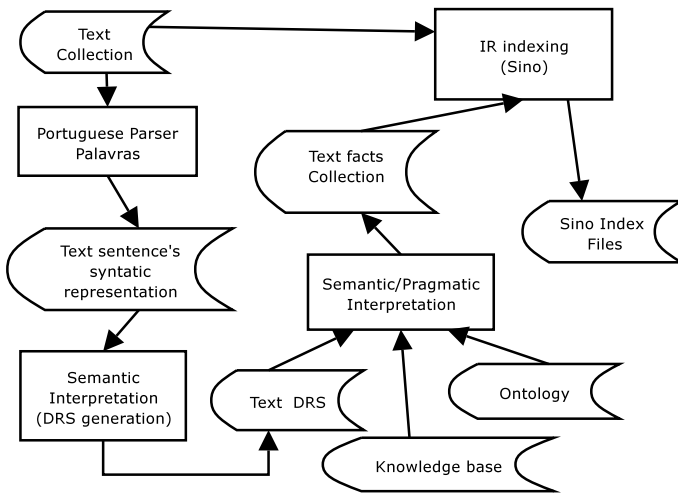 Text
Collection
IR indexing
(Sino)
Portuguese Parser
Palavras
Text facts
Collection
Text sentence's
syntatic
representation
Sino Index
Files
Semantic/Pragmatic
Interpretation
Semantic
Interpretation
(DRS generation)
Text DRS
Ontology
Knowledge base